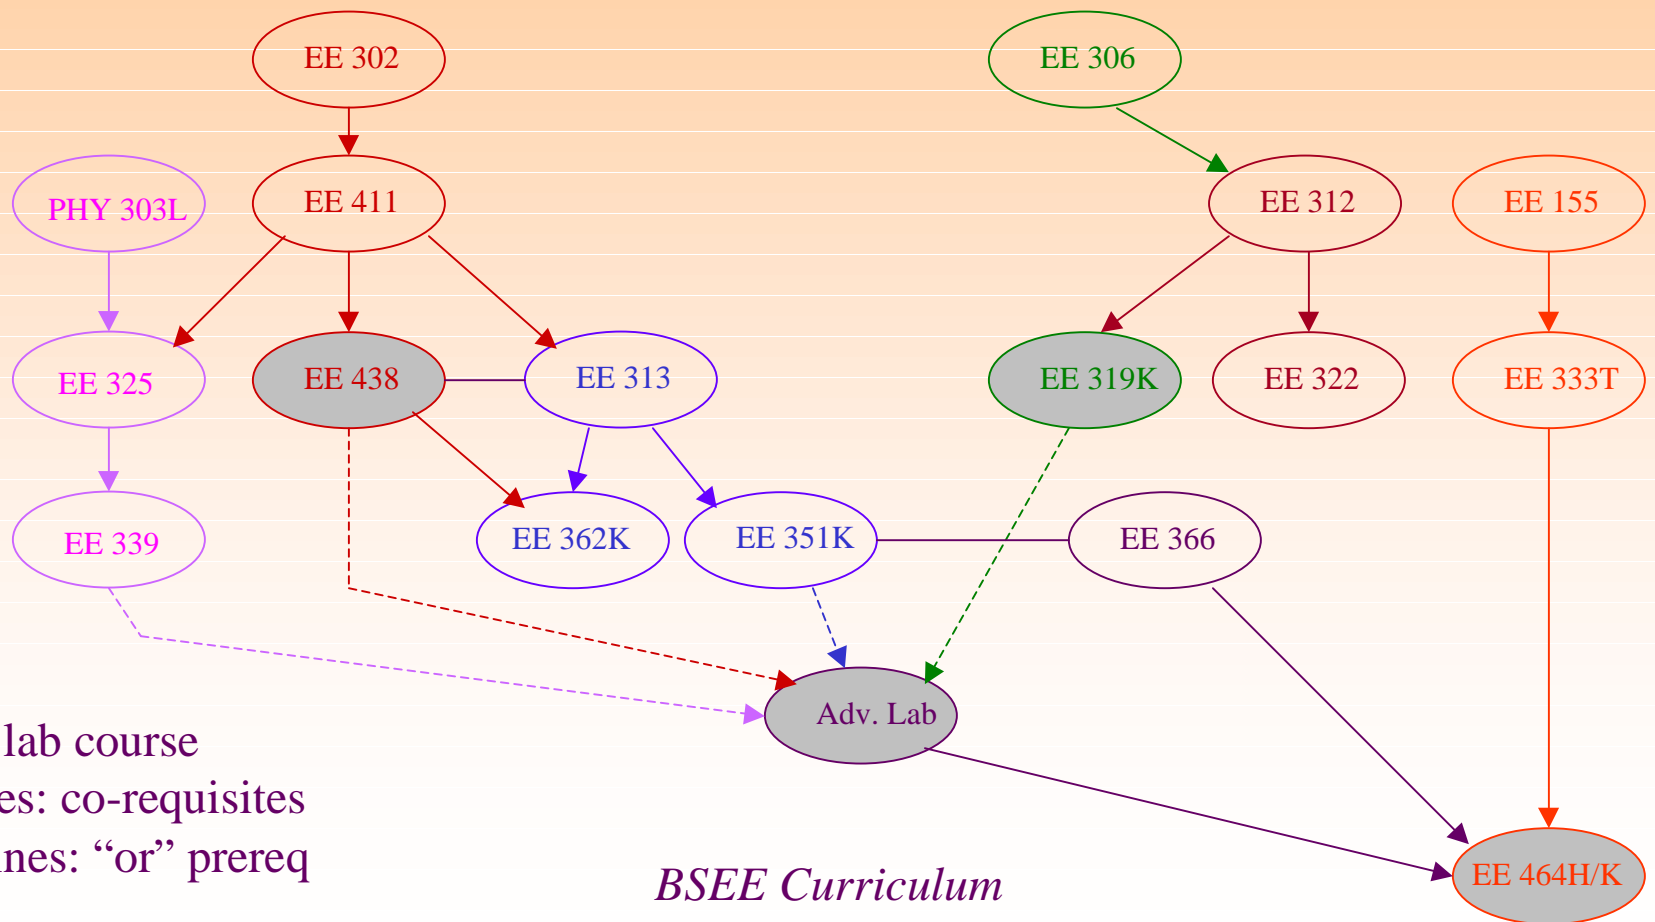 EE 302
EE 306
PHY 303L
EE 411
EE 312
EE 155
EE 325
EE 438
EE 313
EE 319K
EE 322
EE 333T
EE 339
EE 362K
EE 351K
EE 366
Adv. Lab
lab course
es: co-requisites
nes: “or” prereq
EE 464H/K
BSEE Curriculum